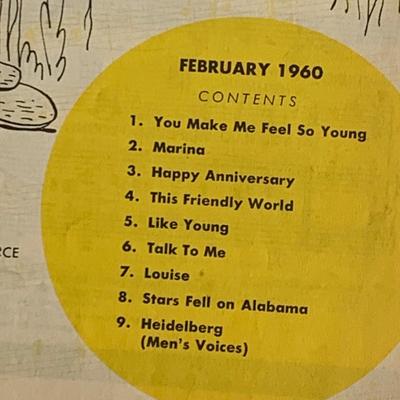 FEBRUARY 1960
CONTENTS
1. You Make Me Feel So Young
2. Marina
3. Happy Anniversary
4. This Friendly World
5. Like Young
6. Talk To Me
7. Louise
8. Stars Fell on Alabama
9. Heidelberg
(Men's Voices)
RCE